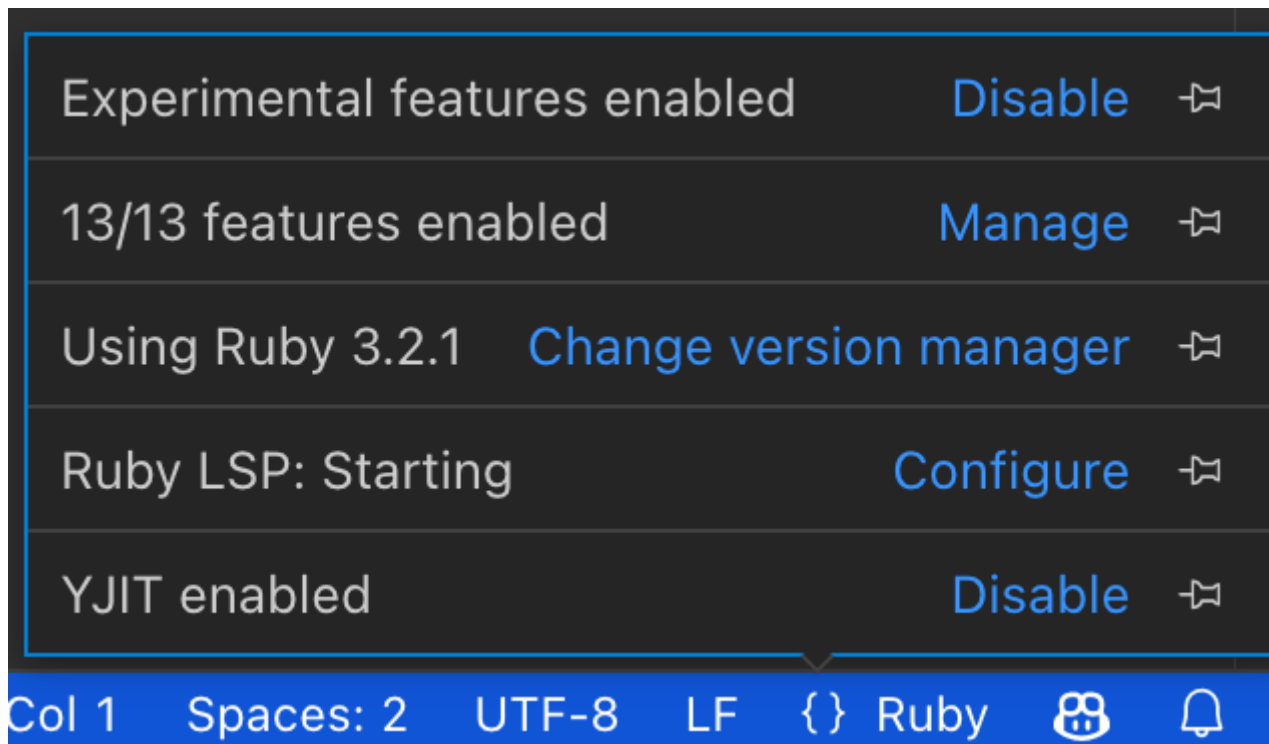 Experimental features enabled Disable
13/13 features enabled Manage
Using Ruby 3.2.1 Change version manager
Ruby LSP: Starting Configure
YJIT enabled Disable
Col 1 Spaces: 2 UTF-8 LF {} Ruby